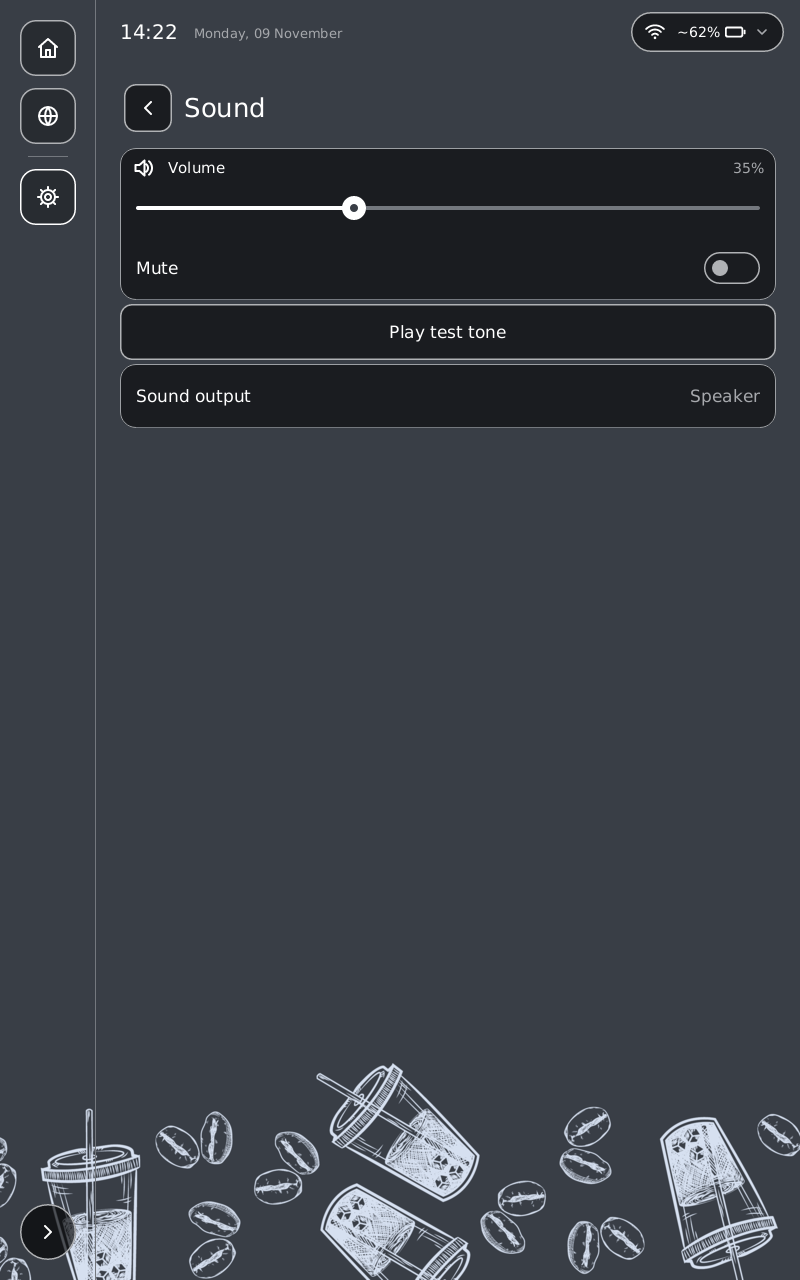 14:22 Monday, 09 November ~62%
Sound
Volume 35%
Mute
Play test tone
Sound output Speaker